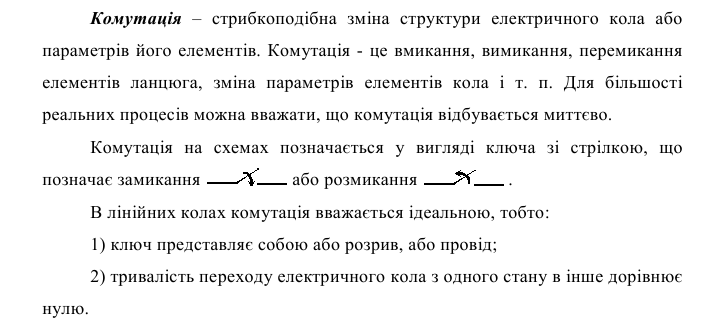 Комутація – стрибкоподібна зміна структури електричного кола або
параметрів його елементів. Комутація - це вмикання, вимикання, перемикання
елементів ланцюга, зміна параметрів елементів кола і т. п. Для більшості
реальних процесів можна вважати, що комутація відбувається миттєво.
Комутація на схемах позначається у вигляді ключа зі стрілкою, що
позначає замикання або розмикання .
В лінійних колах комутація вважається ідеальною, тобто:
1) ключ представляє собою або розрив, або провід;
2) тривалість переходу електричного кола з одного стану в інше дорівнює
нулю.